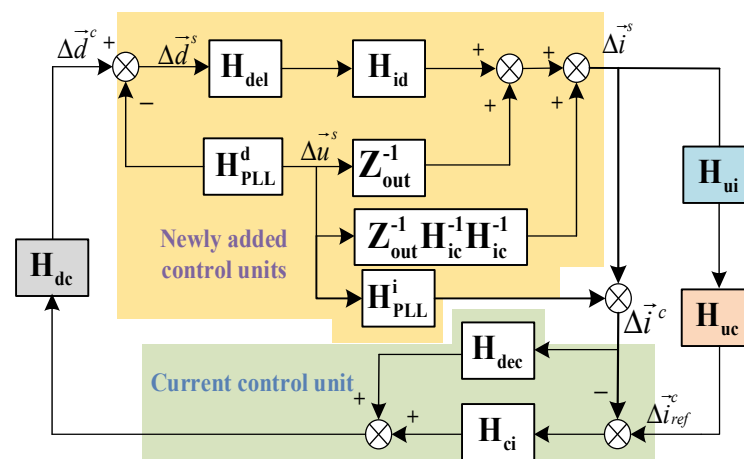 Δd⃗ᶜ
+
−
Δd⃗ˢ
H_del
H_id
+
+
+
+
Δi⃗ˢ
H^d_PLL
Δu⃗ˢ
Z^-1_out
H_ui
Newly added
control units
Z^-1_out H^-1_ic H^-1_ic
H_dc
H^i_PLL
Δi⃗ᶜ
H_uc
H_dec
Current control unit
+
+
H_ci
−
Δi⃗ᶜ_ref